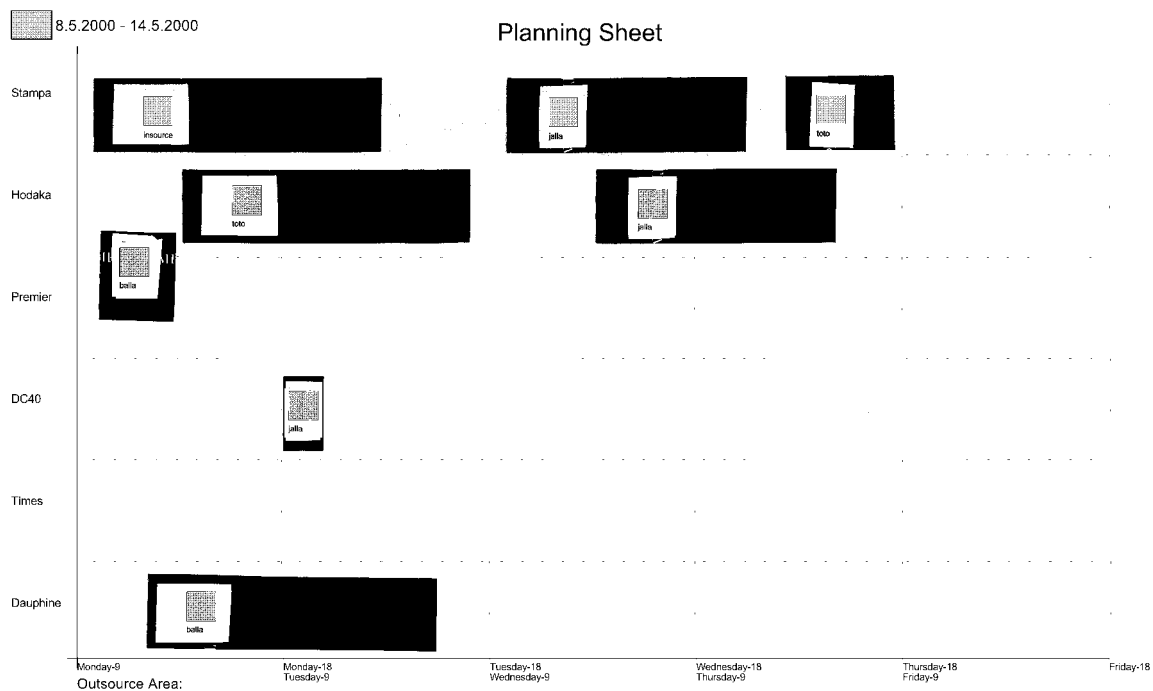 8.5.2000 - 14.5.2000
Planning Sheet
Stampa
insource
jalla
toto
Hodaka
toto
jalla
balla
Premier
DC40
jalla
Times
Dauphine
balla
Monday-9
Monday-18
Tuesday-9
Tuesday-18
Wednesday-9
Wednesday-18
Thursday-9
Thursday-18
Friday-9
Friday-18
Outsource Area: